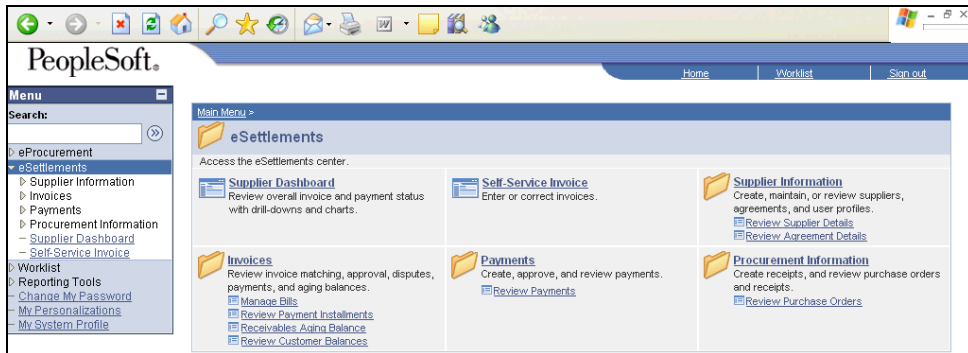 PeopleSoft®
Home
Worklist
Sign out
Menu
Search:
eProcurement
eSettlements
Supplier Information
Invoices
Payments
Procurement Information
Supplier Dashboard
Self-Service Invoice
Worklist
Reporting Tools
Change My Password
My Personalizations
My System Profile
Main Menu >
eSettlements
Access the eSettlements center.
Supplier Dashboard
Review overall invoice and payment status
with drill-downs and charts.
Self-Service Invoice
Enter or correct invoices.
Supplier Information
Create, maintain, or review suppliers,
agreements, and user profiles.
Review Supplier Details
Review Agreement Details
Invoices
Review invoice matching, approval, disputes,
payments, and aging balances.
Manage Bills
Review Payment Installments
Receivables Aging Balance
Review Customer Balances
Payments
Create, approve, and review payments.
Review Payments
Procurement Information
Create receipts, and review purchase orders
and receipts.
Review Purchase Orders